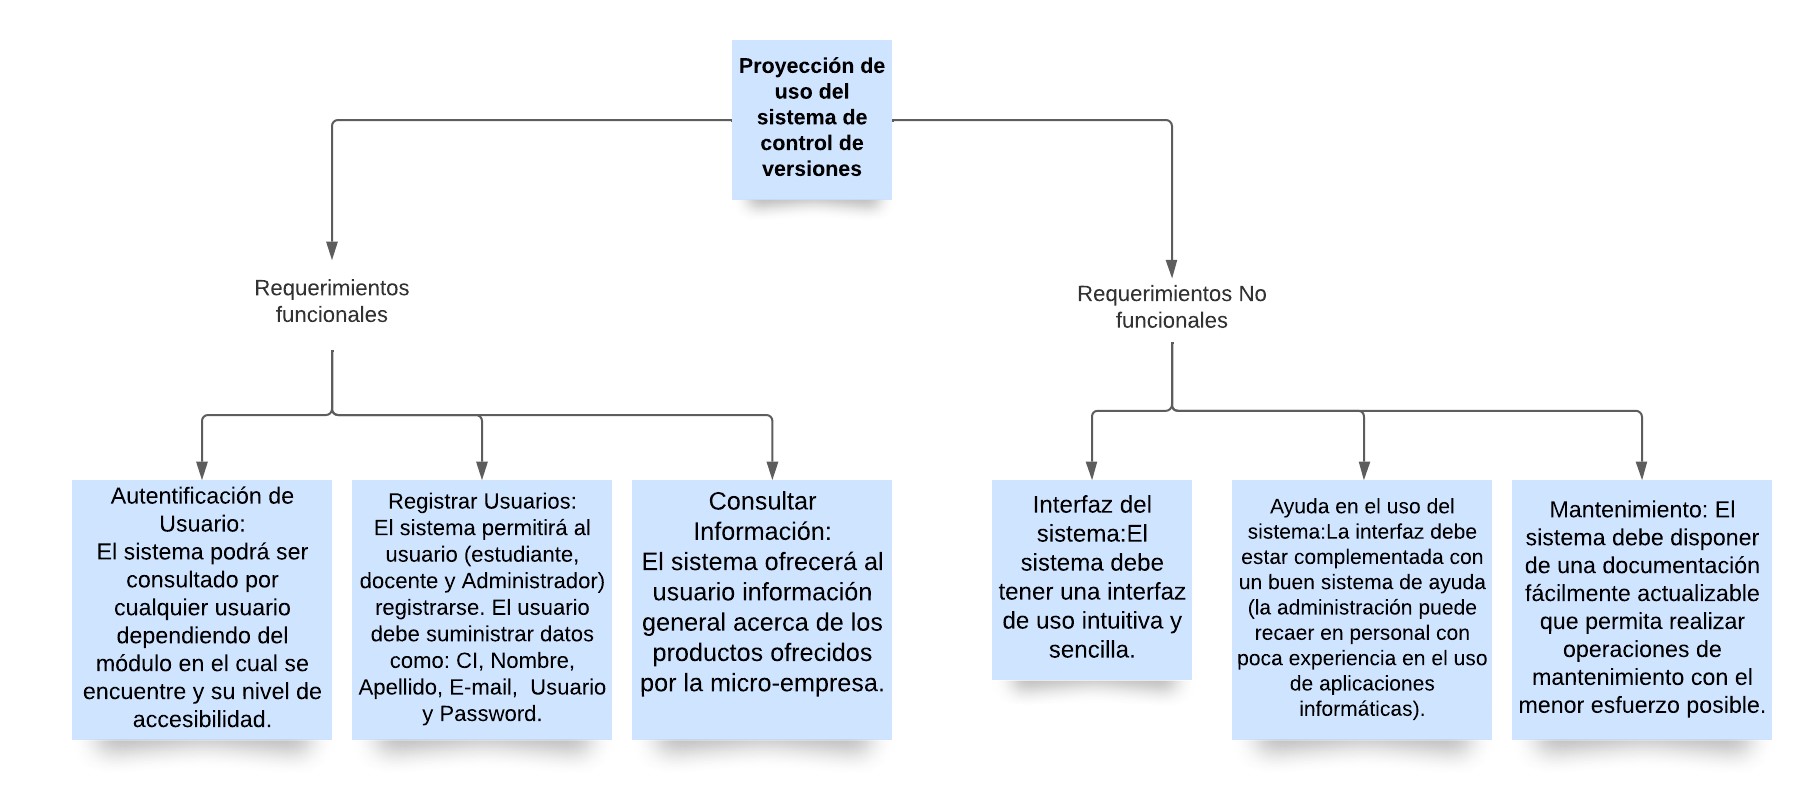 Proyección de
uso del
sistema de
control de
versiones
Requerimientos
funcionales
Requerimientos No
funcionales
Autentificación de
Usuario:
El sistema podrá ser
consultado por
cualquier usuario
dependiendo del
módulo en el cual se
encuentre y su nivel de
accesibilidad.
Registrar Usuarios:
El sistema permitirá al
usuario (estudiante,
docente y Administrador)
registrarse. El usuario
debe suministrar datos
como: CI, Nombre,
Apellido, E-mail,  Usuario
y Password.
Consultar
Información:
El sistema ofrecerá al
usuario información
general acerca de los
productos ofrecidos
por la micro-empresa.
Interfaz del
sistema:El
sistema debe
tener una interfaz
de uso intuitiva y
sencilla.
Ayuda en el uso del
sistema:La interfaz debe
estar complementada con
un buen sistema de ayuda
(la administración puede
recaer en personal con
poca experiencia en el uso
de aplicaciones
informáticas).
Mantenimiento: El
sistema debe disponer
de una documentación
fácilmente actualizable
que permita realizar
operaciones de
mantenimiento con el
menor esfuerzo posible.